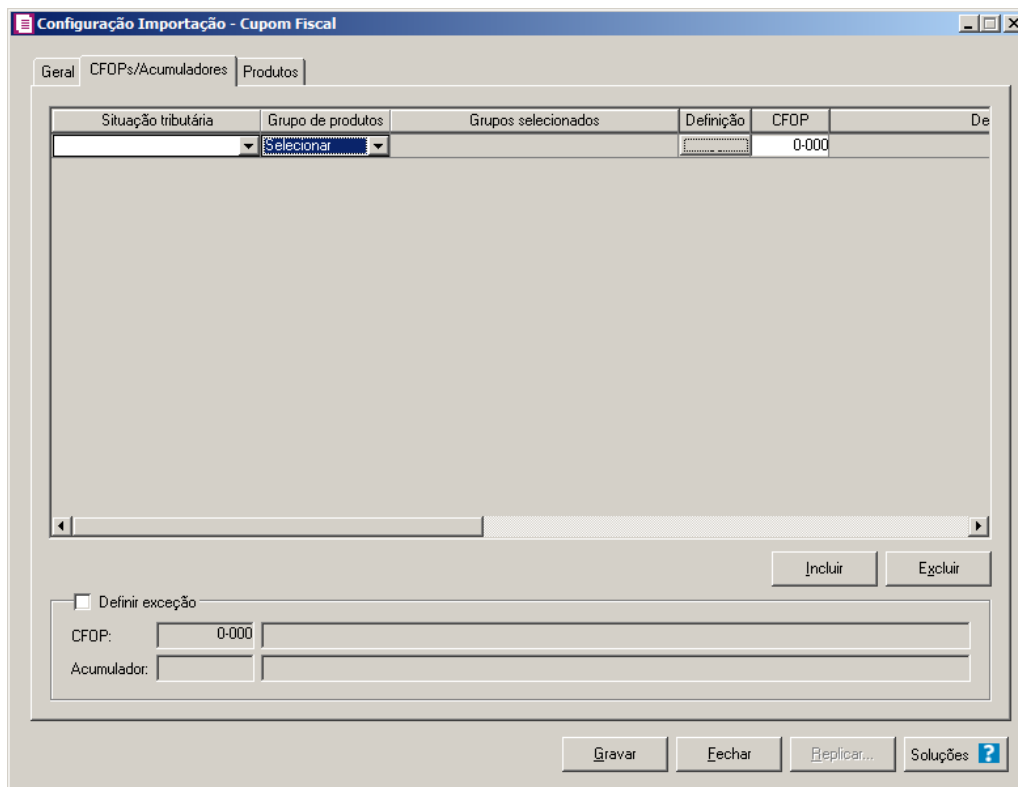 Configuração Importação - Cupom Fiscal
Geral CFOPs/Acumuladores Produtos
Situação tributária Grupo de produtos Grupos selecionados Definição CFOP De
Selecionar ... 0-000
Incluir Excluir
Definir exceção
CFOP: 0-000
Acumulador:
Gravar Fechar Replicar... Soluções ?